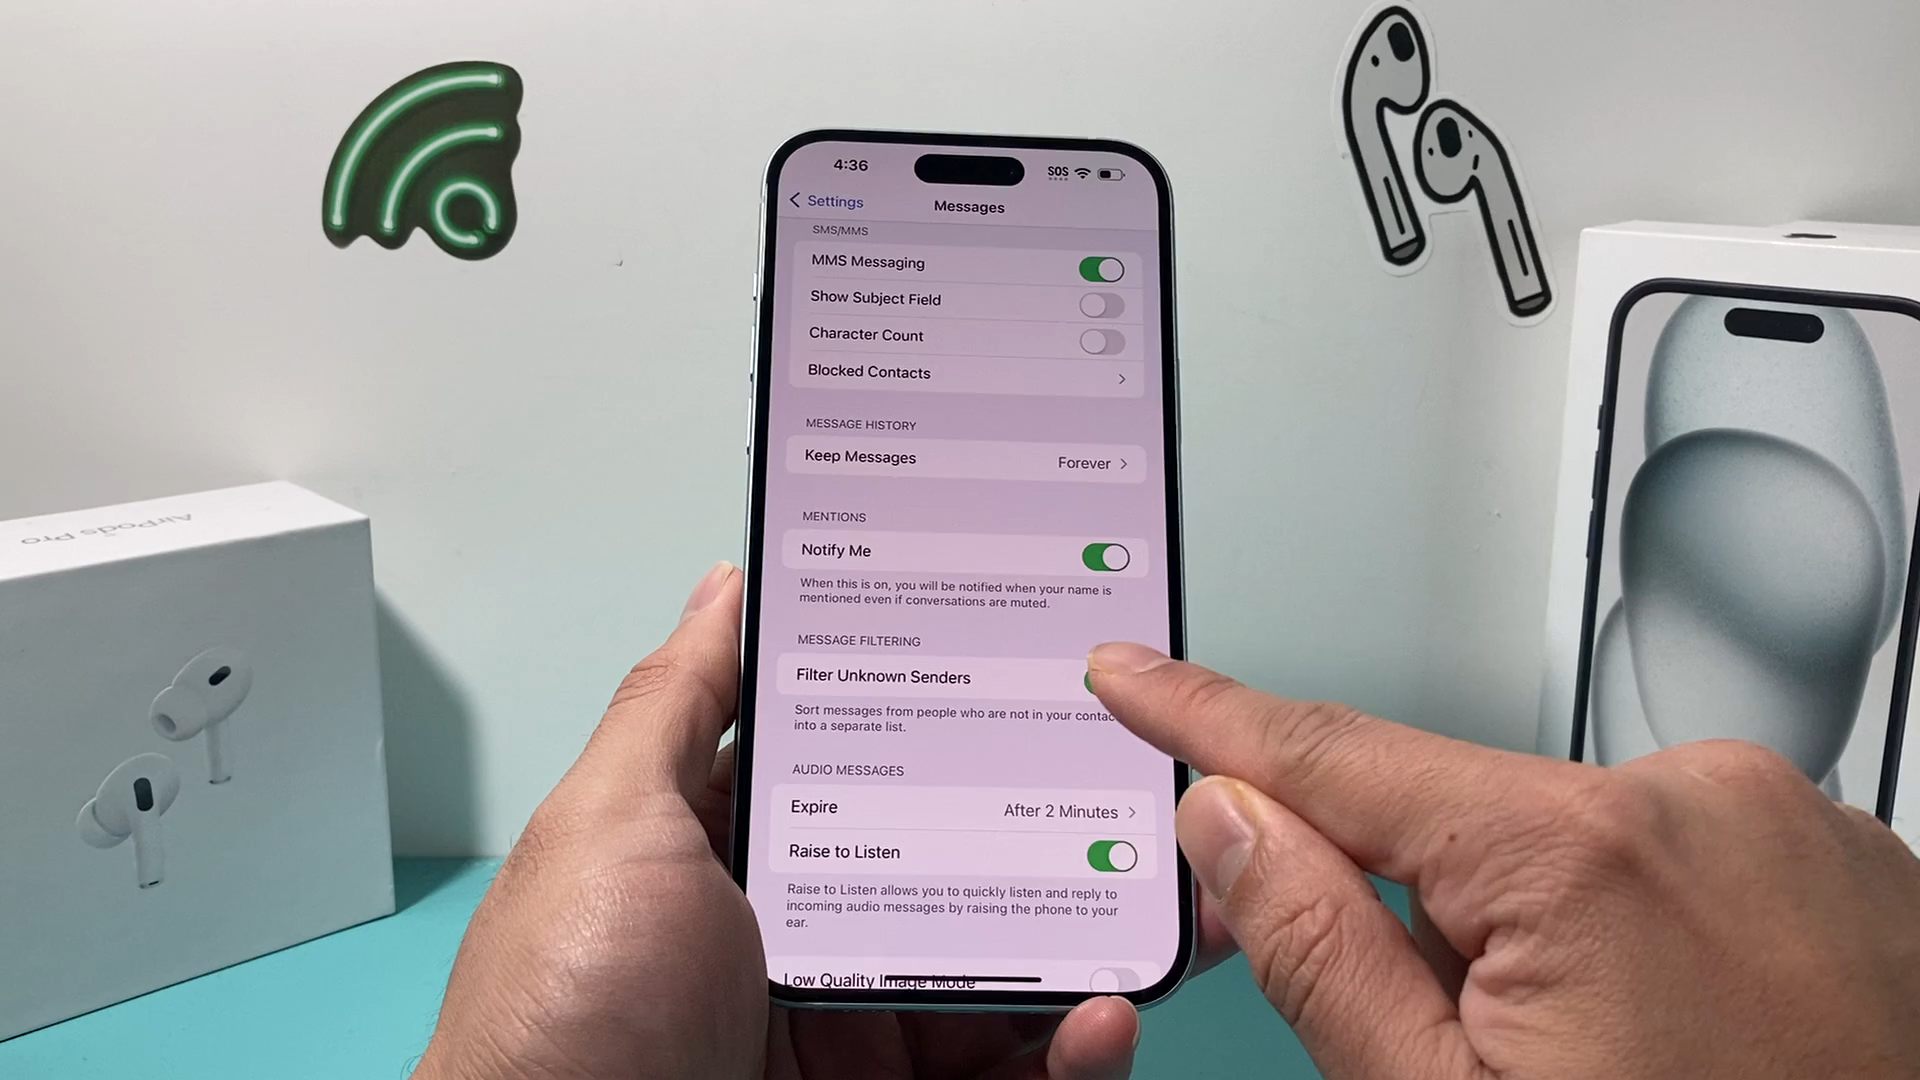 4:36
SOS
Settings
Messages
SMS/MMS
MMS Messaging
Show Subject Field
Character Count
Blocked Contacts
MESSAGE HISTORY
Keep Messages Forever
MENTIONS
Notify Me
When this is on, you will be notified when your name is
mentioned even if conversations are muted.
MESSAGE FILTERING
Filter Unknown Senders
Sort messages from people who are not in your contac
into a separate list.
AUDIO MESSAGES
Expire After 2 Minutes
Raise to Listen
Raise to Listen allows you to quickly listen and reply to
incoming audio messages by raising the phone to your
ear.
Low Quality Image Mode
AirPods Pro